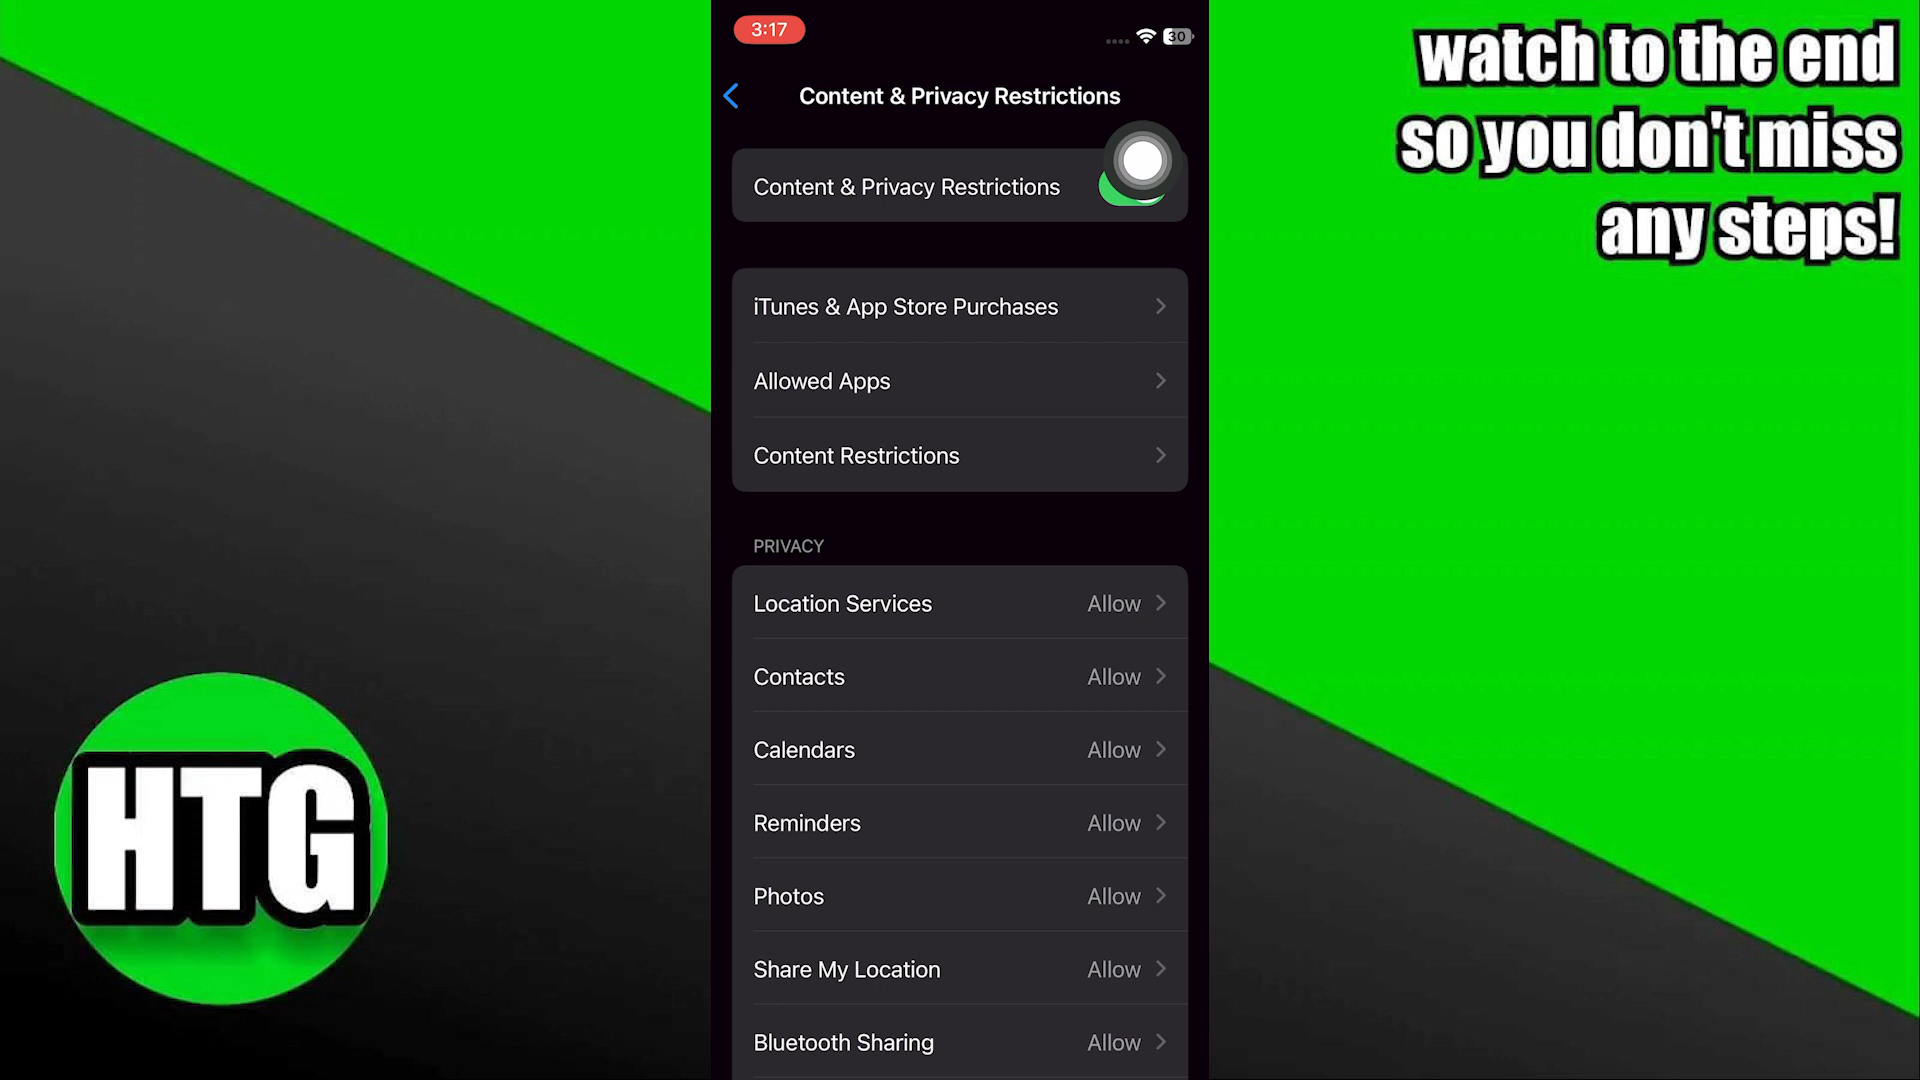 3:17
30
Content & Privacy Restrictions
Content & Privacy Restrictions
iTunes & App Store Purchases
Allowed Apps
Content Restrictions
PRIVACY
Location Services Allow
Contacts Allow
Calendars Allow
Reminders Allow
Photos Allow
Share My Location Allow
Bluetooth Sharing Allow
watch to the end
so you don't miss
any steps!
HTG